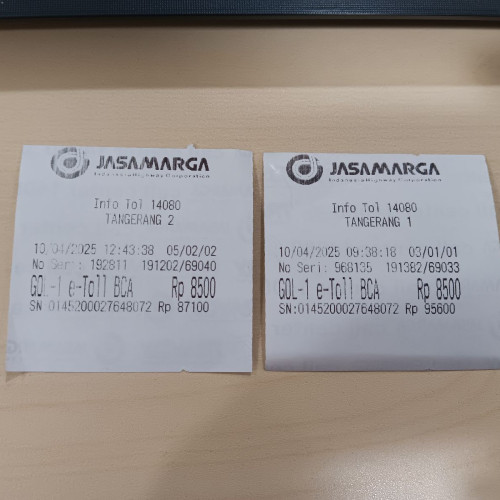 JASAMARGA
Indonesia Highway Corporation
Info Tol 14080
TANGERANG 2
10/04/2025 12:43:38 05/02/02
No Seri: 192811 191202/69040
GOL-1 e-Toll BCA Rp 8500
SN:0145200027648072 Rp 87100
JASAMARGA
Indonesia Highway Corporation
Info Tol 14080
TANGERANG 1
10/04/2025 09:38:18 03/01/01
No Seri: 968135 191382/69033
GOL-1 e-Toll BCA Rp 8500
SN:0145200027648072 Rp 95600